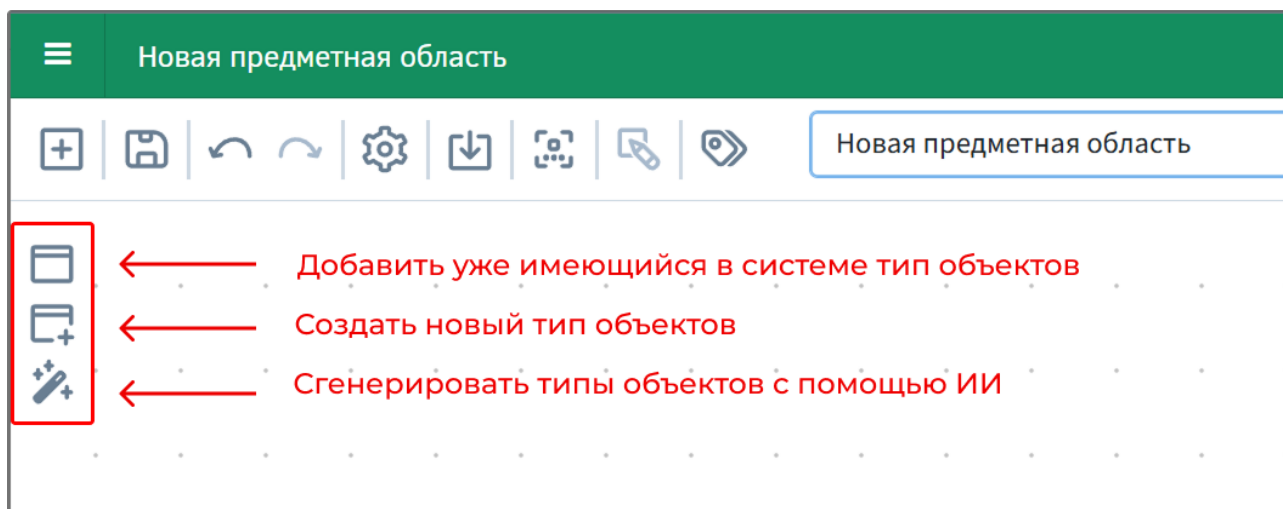 Новая предметная область
Новая предметная область
Добавить уже имеющийся в системе тип объектов
Создать новый тип объектов
Сгенерировать типы объектов с помощью ИИ